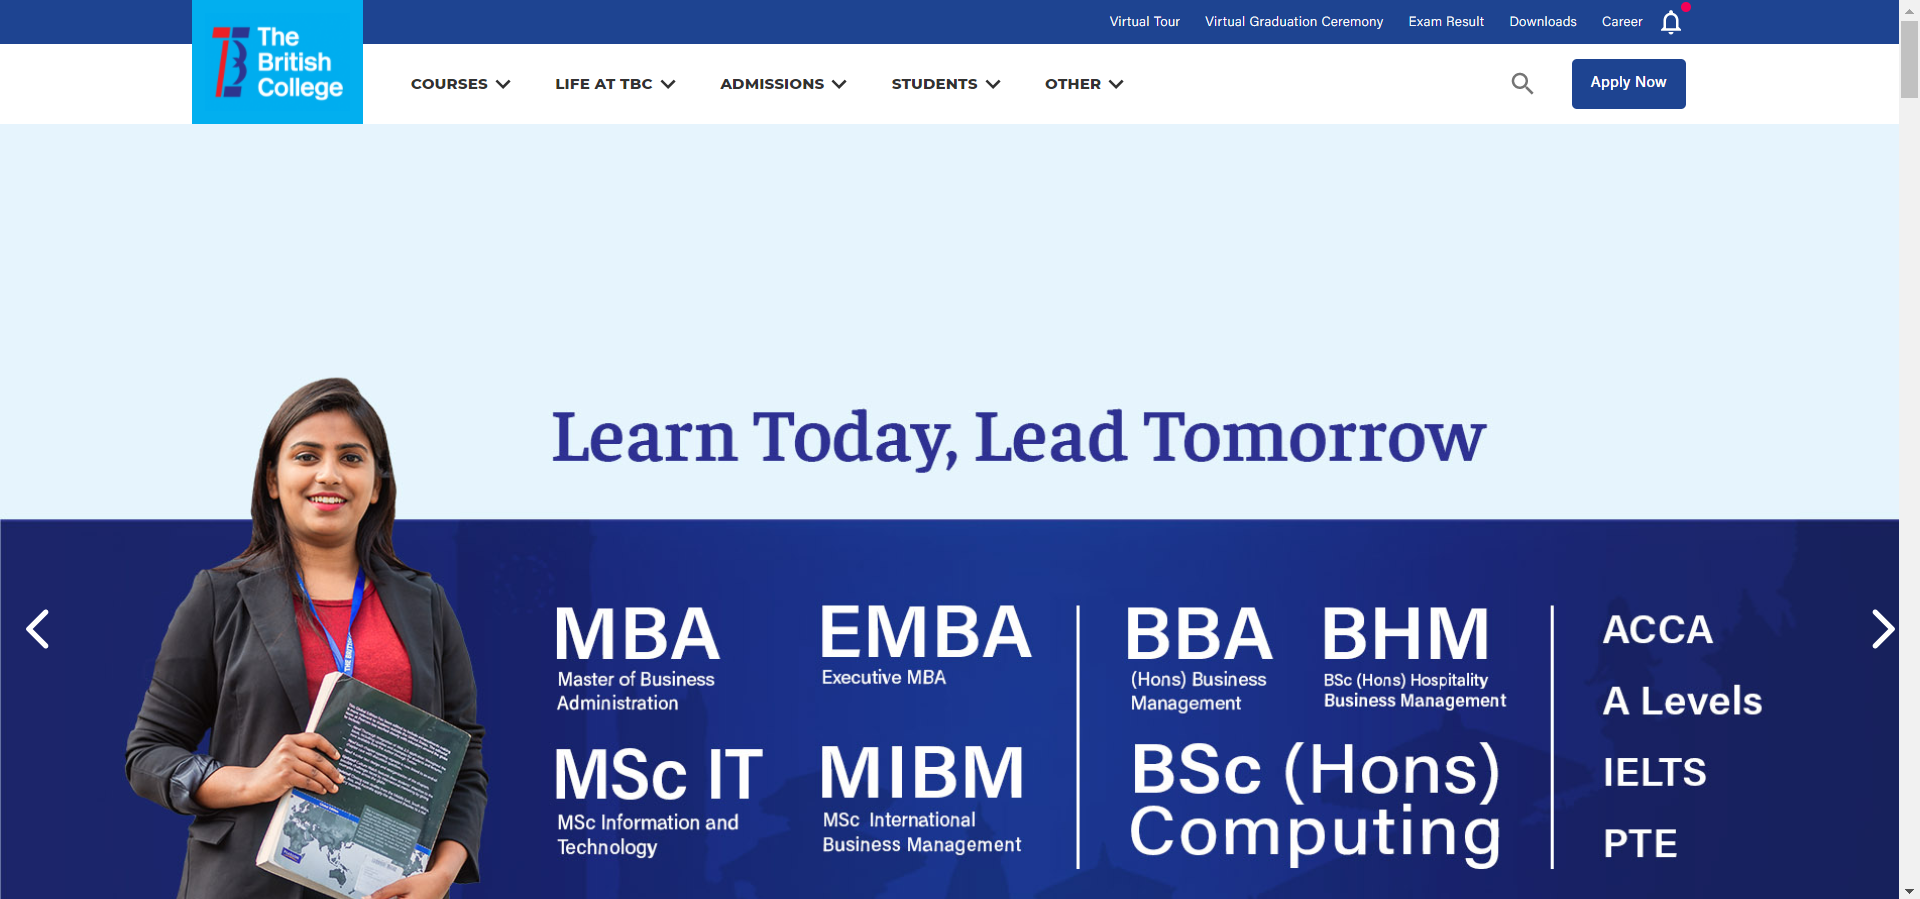 Virtual Tour Virtual Graduation Ceremony Exam Result Downloads Career
The
British
College
COURSES LIFE AT TBC ADMISSIONS STUDENTS OTHER
Apply Now
Learn Today, Lead Tomorrow
MBA
Master of Business
Administration
EMBA
Executive MBA
MSc IT
MSc Information and
Technology
MIBM
MSc International
Business Management
BBA
(Hons) Business
Management
BHM
BSc (Hons) Hospitality
Business Management
BSc (Hons)
Computing
ACCA
A Levels
IELTS
PTE